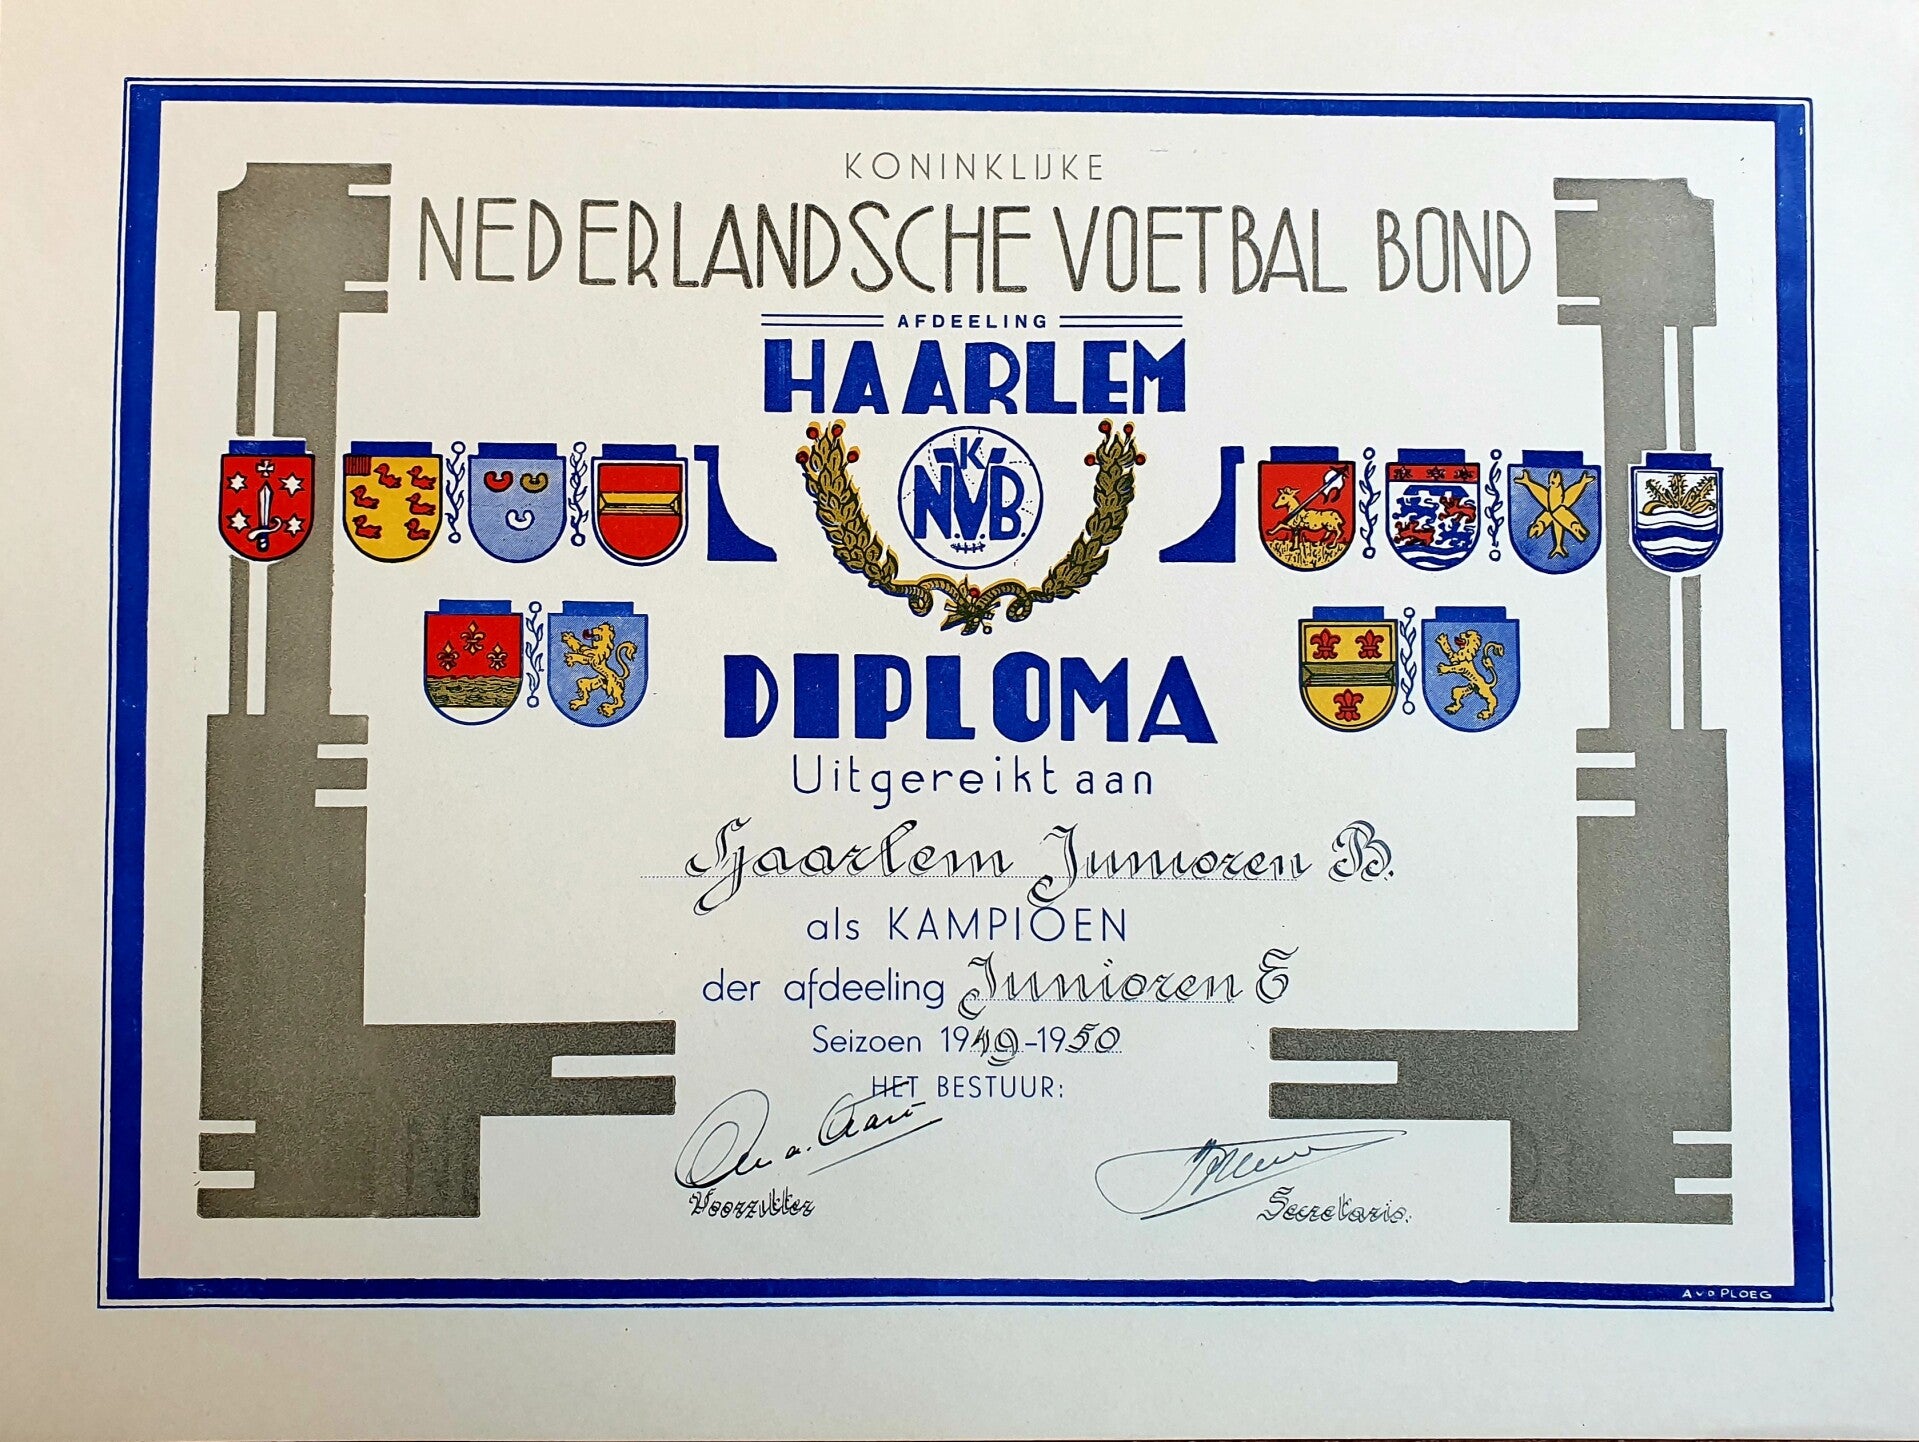 KONINKLIJKE
NEDERLANDSCHE VOETBAL BOND
AFDEELING
HAARLEM
K
N.V.B.
DIPLOMA
Uitgereikt aan
Haarlem Junioren B.
als KAMPIOEN
der afdeeling Junioren E
Seizoen 1949-1950
HET BESTUUR:
Voorzitter
Secretaris.
A v D PLOEG